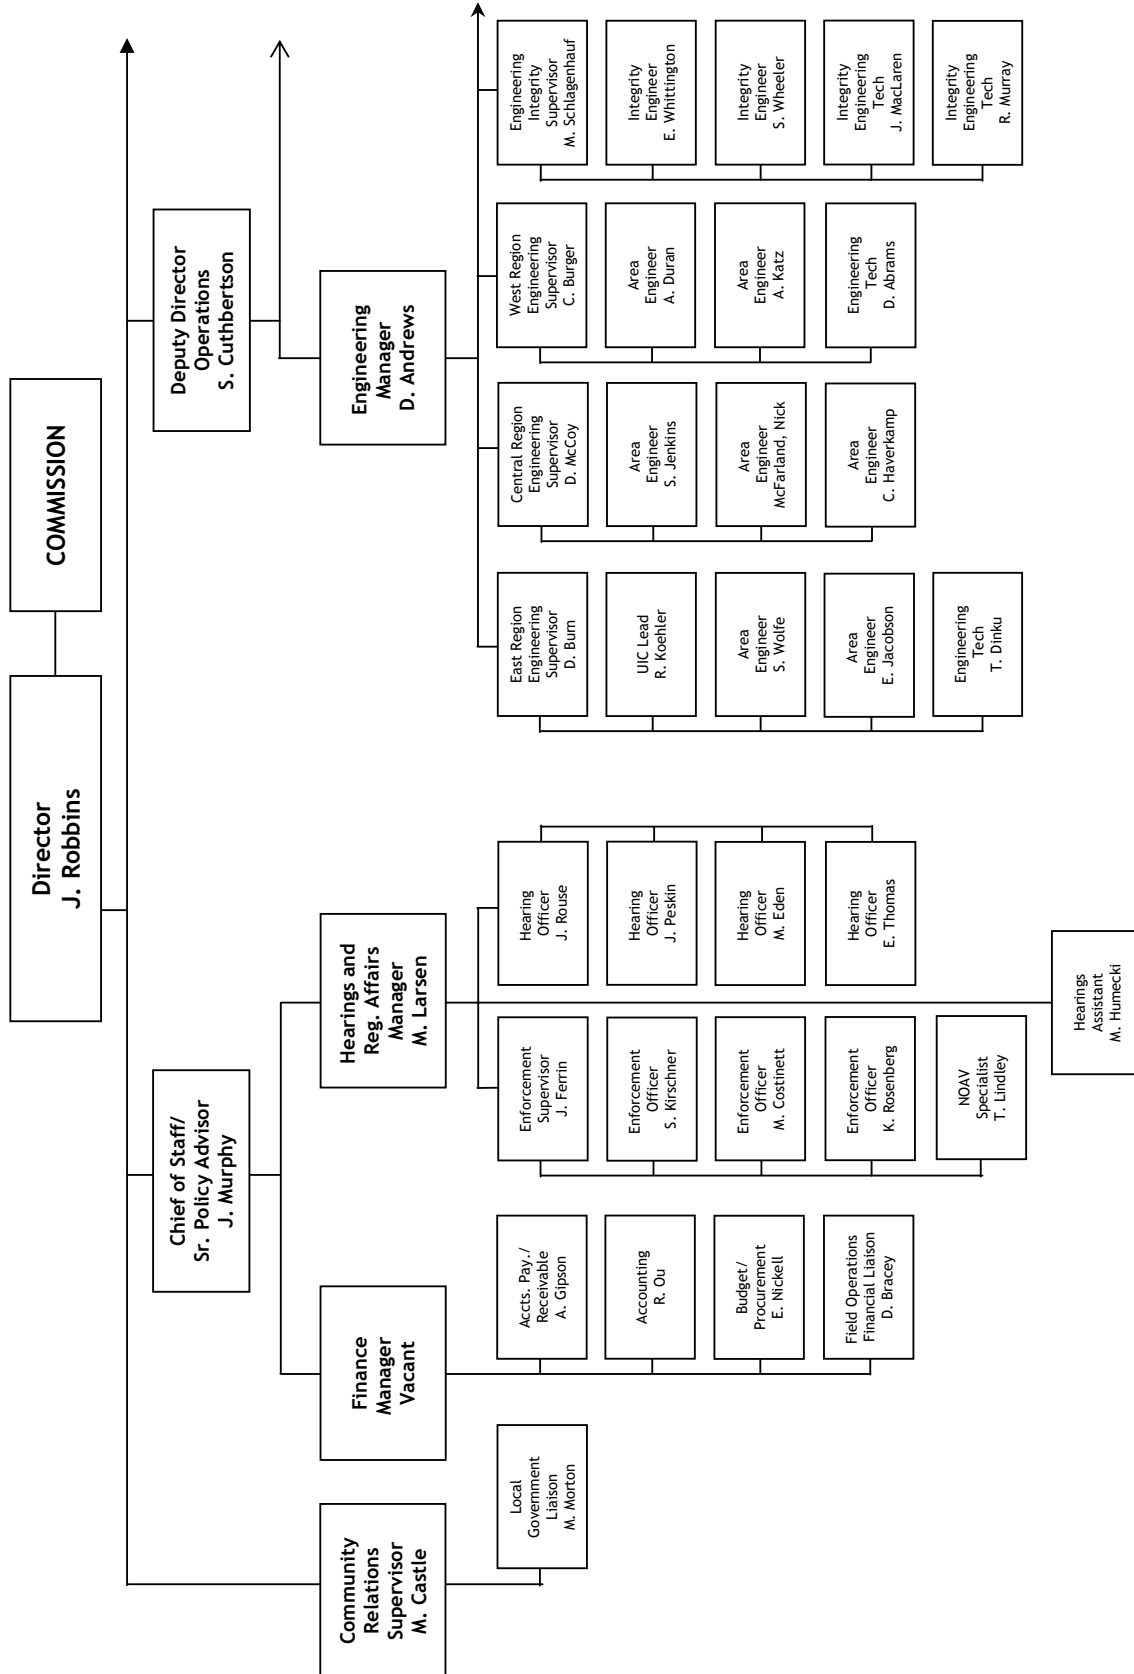 COMMISSION
Director
J. Robbins
Community
Relations
Supervisor
M. Castle
Local
Government
Liaison
M. Morton
Chief of Staff/
Sr. Policy Advisor
J. Murphy
Finance
Manager
Vacant
Accts. Pay./
Receivable
A. Gipson
Accounting
R. Ou
Budget/
Procurement
E. Nickell
Field Operations
Financial Liaison
D. Bracey
Hearings and
Reg. Affairs
Manager
M. Larsen
Enforcement
Supervisor
J. Ferrin
Enforcement
Officer
S. Kirschner
Enforcement
Officer
M. Costinett
Enforcement
Officer
K. Rosenberg
NOAV
Specialist
T. Lindley
Hearing
Officer
J. Rouse
Hearing
Officer
J. Peskin
Hearing
Officer
M. Eden
Hearing
Officer
E. Thomas
Hearings
Assistant
M. Humecki
Deputy Director
Operations
S. Cuthbertson
Engineering
Manager
D. Andrews
East Region
Engineering
Supervisor
D. Burn
UIC Lead
R. Koehler
Area
Engineer
S. Wolfe
Area
Engineer
E. Jacobson
Engineering
Tech
T. Dinku
Central Region
Engineering
Supervisor
D. McCoy
Area
Engineer
S. Jenkins
Area
Engineer
McFarland, Nick
Area
Engineer
C. Haverkamp
West Region
Engineering
Supervisor
C. Burger
Area
Engineer
A. Duran
Area
Engineer
A. Katz
Engineering
Tech
D. Abrams
Engineering
Integrity
Supervisor
M. Schlagenhauf
Integrity
Engineer
E. Whittington
Integrity
Engineer
S. Wheeler
Integrity
Engineering
Tech
J. MacLaren
Integrity
Engineering
Tech
R. Murray